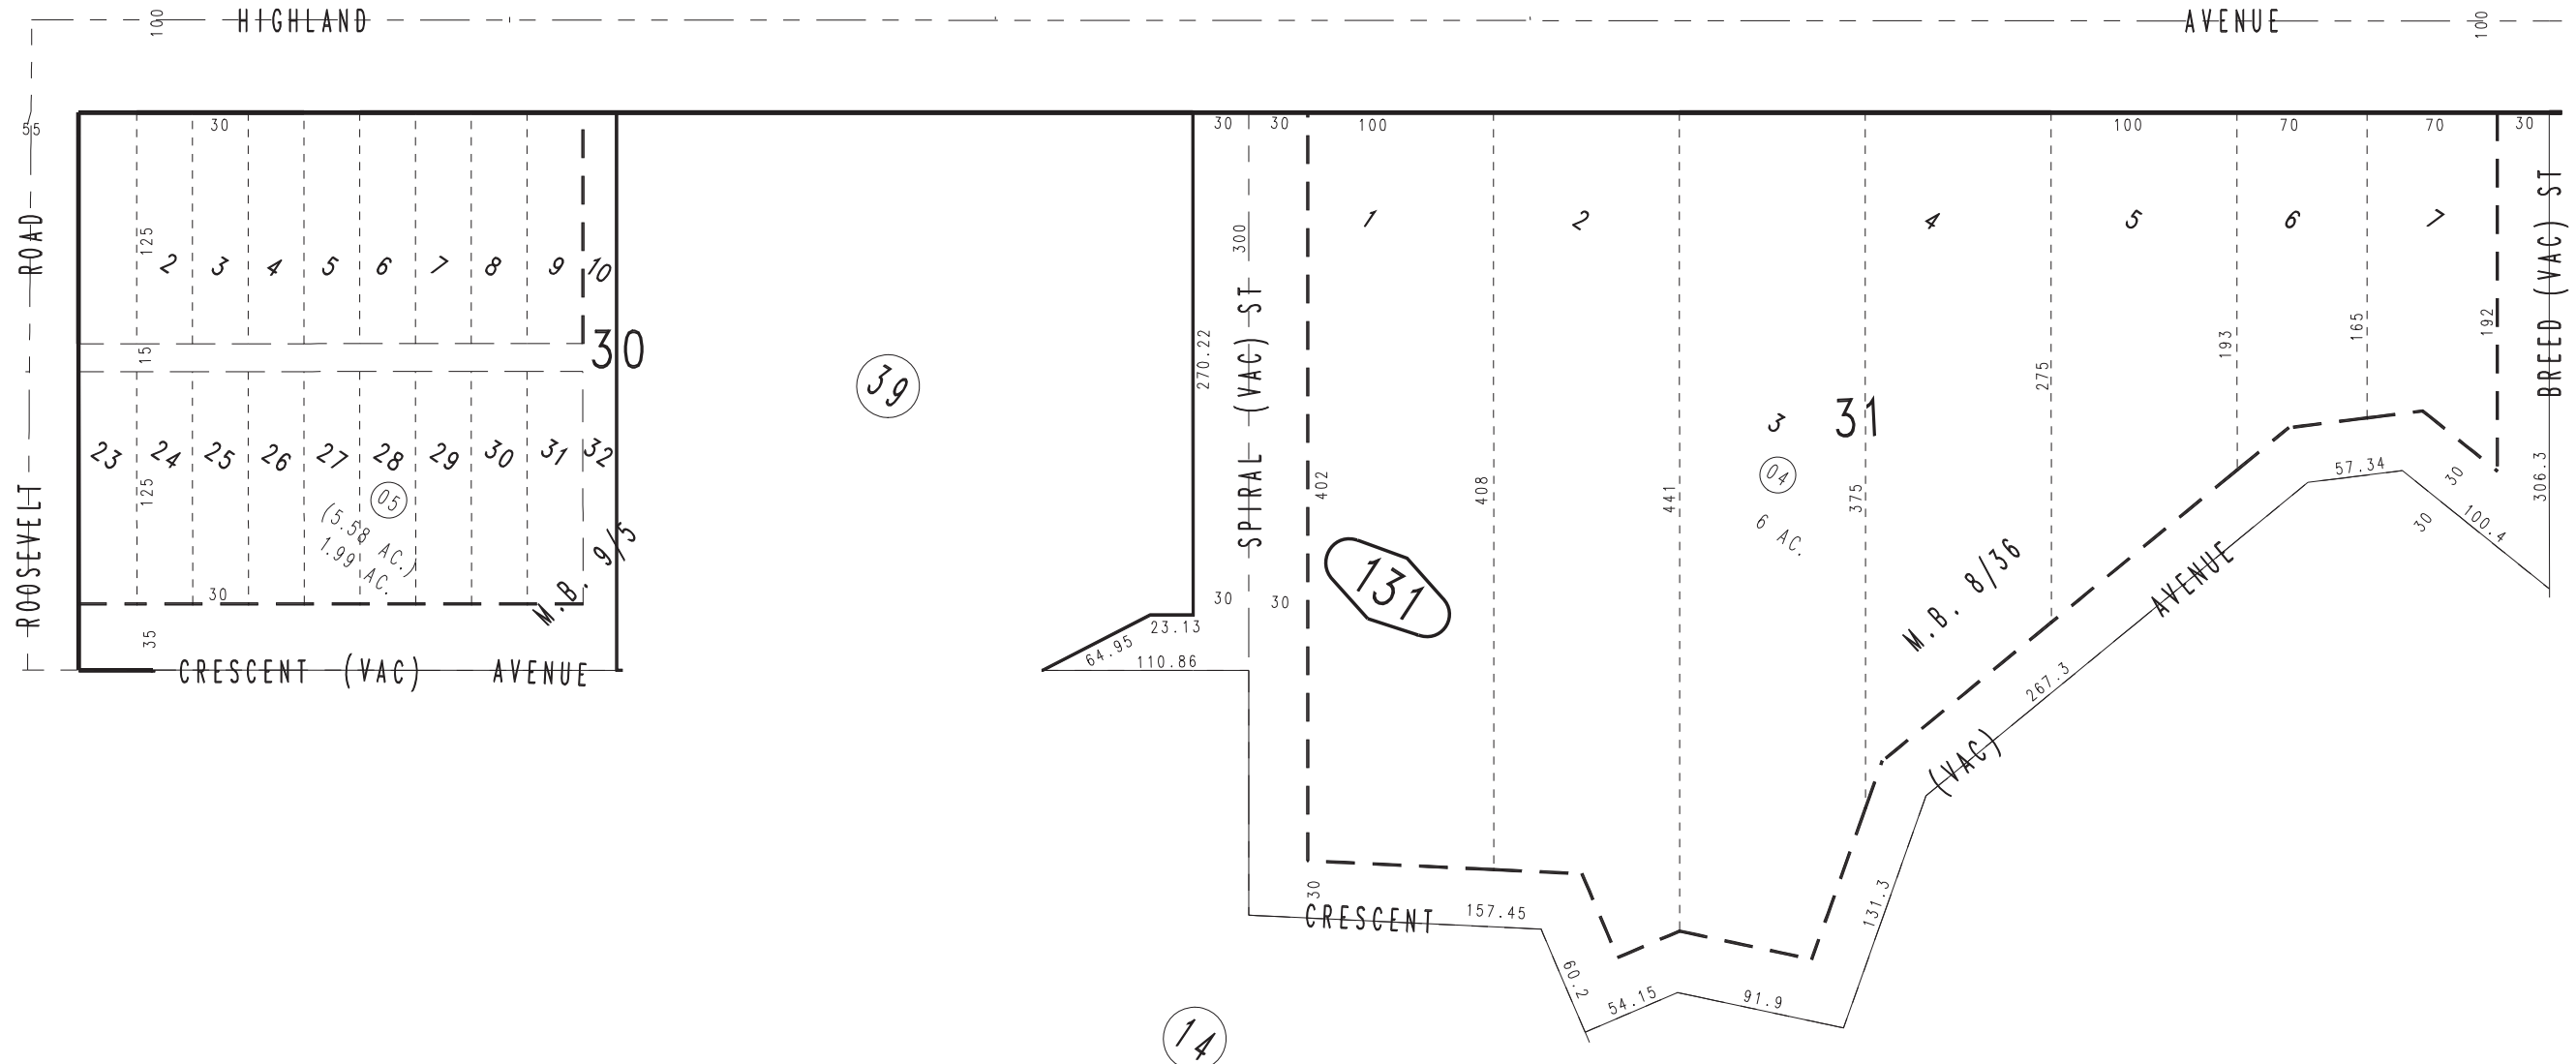 HIGHLAND AVENUE
100 100
55
30 30 30 100 100 70 70 30
ROOSEVELT ROAD
125
2 3 4 5 6 7 8 9 10
15
30
23 24 25 26 27 28 29 30 31 32
125
05
(5.58 AC.)
1.99 AC.
30
M.B. 9/5
35
CRESCENT (VAC) AVENUE
39
270.22
300
SPIRAL (VAC) ST
30 30
23.13
64.95
110.86
1 2 4 5 6 7
402 408 441 375 275 193 165 192
3
31
04
6 AC.
131
M.B. 8/36
BREED (VAC) ST
306.3
57.34
30
30
100.4
AVENUE
267.3
(VAC)
131.3
30
CRESCENT
157.45
60.2
54.15
91.9
14